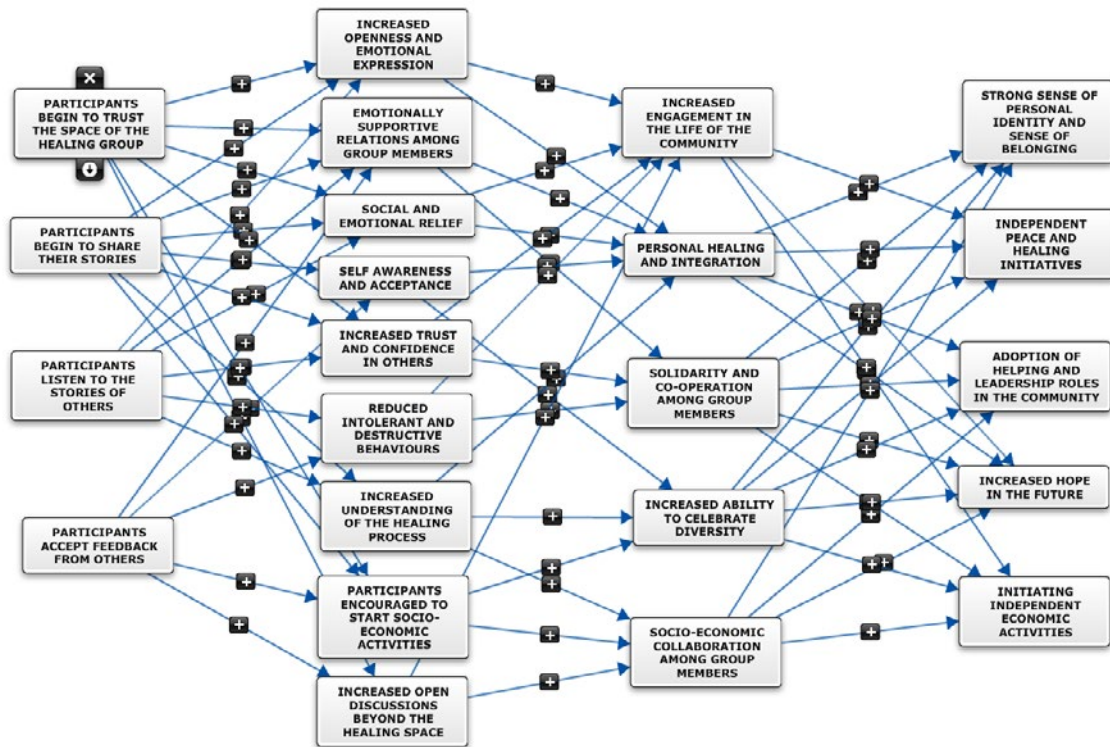 PARTICIPANTS
BEGIN TO TRUST
THE SPACE OF THE
HEALING GROUP
PARTICIPANTS
BEGIN TO SHARE
THEIR STORIES
PARTICIPANTS
LISTEN TO THE
STORIES OF
OTHERS
PARTICIPANTS
ACCEPT FEEDBACK
FROM OTHERS
INCREASED
OPENNESS AND
EMOTIONAL
EXPRESSION
EMOTIONALLY
SUPPORTIVE
RELATIONS AMONG
GROUP MEMBERS
SOCIAL AND
EMOTIONAL RELIEF
SELF AWARENESS
AND ACCEPTANCE
INCREASED TRUST
AND CONFIDENCE
IN OTHERS
REDUCED
INTOLERANT AND
DESTRUCTIVE
BEHAVIOURS
INCREASED
UNDERSTANDING
OF THE HEALING
PROCESS
PARTICIPANTS
ENCOURAGED TO
START SOCIO-
ECONOMIC
ACTIVITIES
INCREASED OPEN
DISCUSSIONS
BEYOND THE
HEALING SPACE
INCREASED
ENGAGEMENT IN
THE LIFE OF THE
COMMUNITY
PERSONAL HEALING
AND INTEGRATION
SOLIDARITY AND
CO-OPERATION
AMONG GROUP
MEMBERS
INCREASED ABILITY
TO CELEBRATE
DIVERSITY
SOCIO-ECONOMIC
COLLABORATION
AMONG GROUP
MEMBERS
STRONG SENSE OF
PERSONAL
IDENTITY AND
SENSE OF
BELONGING
INDEPENDENT
PEACE AND
HEALING
INITIATIVES
ADOPTION OF
HELPING AND
LEADERSHIP ROLES
IN THE COMMUNITY
INCREASED HOPE
IN THE FUTURE
INITIATING
INDEPENDENT
ECONOMIC
ACTIVITIES